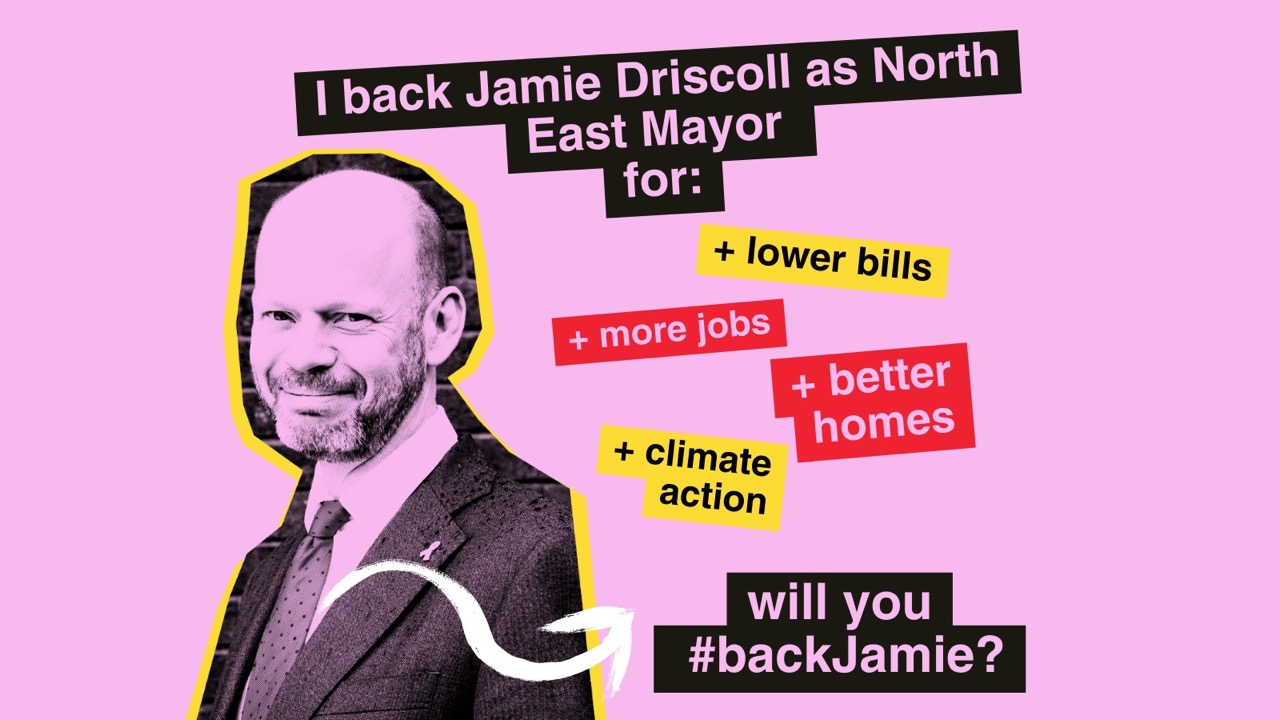 I back Jamie Driscoll as North
East Mayor
for:
+ lower bills
+ more jobs
+ better
homes
+ climate
action
will you
#backJamie?